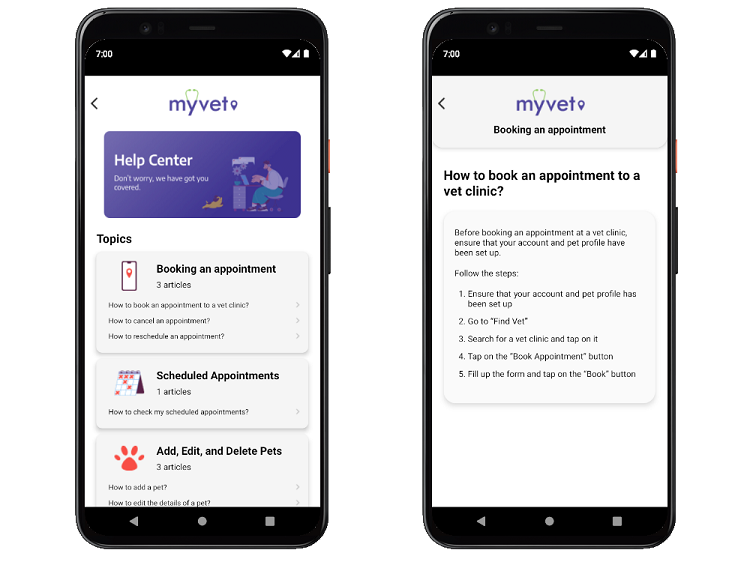 7:00
myvet
Help Center
Don't worry, we have got you
covered.
Topics
Booking an appointment
3 articles
How to book an appointment to a vet clinic?
How to cancel an appointment?
How to reschedule an appointment?
Scheduled Appointments
1 articles
How to check my scheduled appointments?
Add, Edit, and Delete Pets
3 articles
How to add a pet?
How to edit the details of a pet?
7:00
myvet
Booking an appointment
How to book an appointment to a
vet clinic?
Before booking an appointment at a vet clinic,
ensure that your account and pet profile have
been set up.
Follow the steps:
1. Ensure that your account and pet profile has
been set up
2. Go to "Find Vet"
3. Search for a vet clinic and tap on it
4. Tap on the "Book Appointment" button
5. Fill up the form and tap on the "Book" button